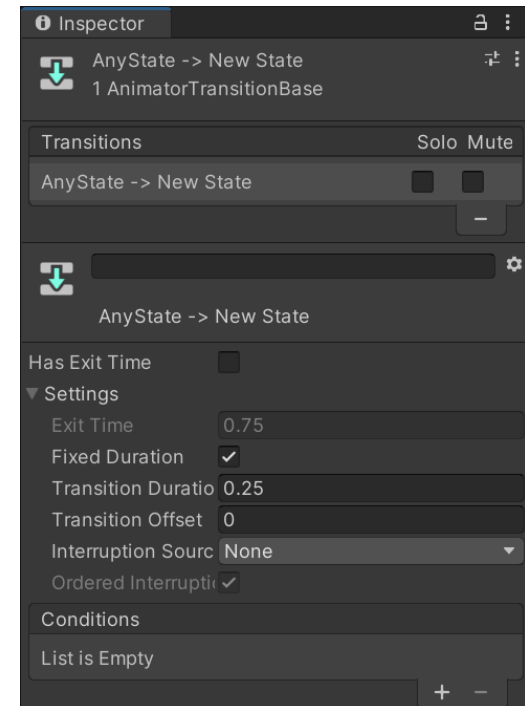 Inspector
AnyState -> New State
1 AnimatorTransitionBase
Transitions Solo Mute
AnyState -> New State
AnyState -> New State
Has Exit Time
Settings
Exit Time 0.75
Fixed Duration
Transition Duratio 0.25
Transition Offset 0
Interruption Sourc None
Ordered Interrupti
Conditions
List is Empty